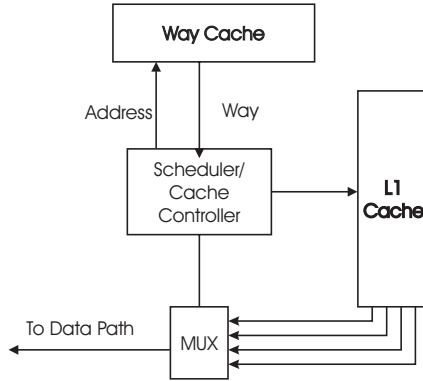 Way Cache
Address
Way
Scheduler/
Cache
Controller
L1
Cache
To Data Path
MUX